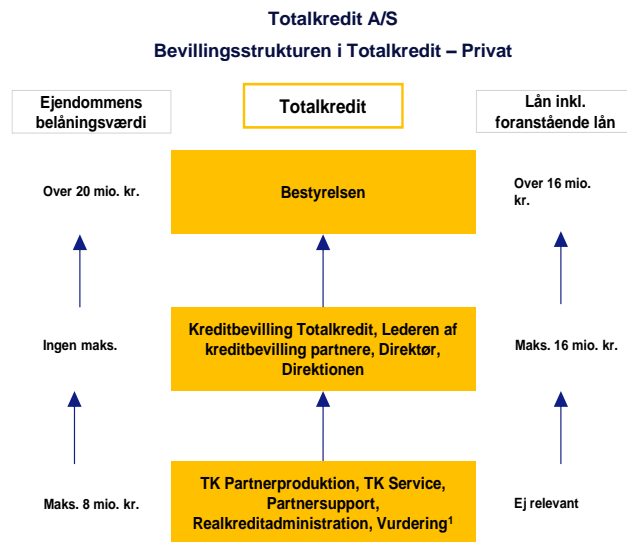 Totalkredit A/S
Bevillingsstrukturen i Totalkredit – Privat
Ejendommens
belåningsværdi
Totalkredit
Lån inkl.
foranstående lån
Over 20 mio. kr.
Bestyrelsen
Over 16 mio.
kr.
Ingen maks.
Kreditbevilling Totalkredit, Lederen af
kreditbevilling partnere, Direktør,
Direktionen
Maks. 16 mio. kr.
Maks. 8 mio. kr.
TK Partnerproduktion, TK Service,
Partnersupport,
Realkreditadministration, Vurdering¹
Ej relevant